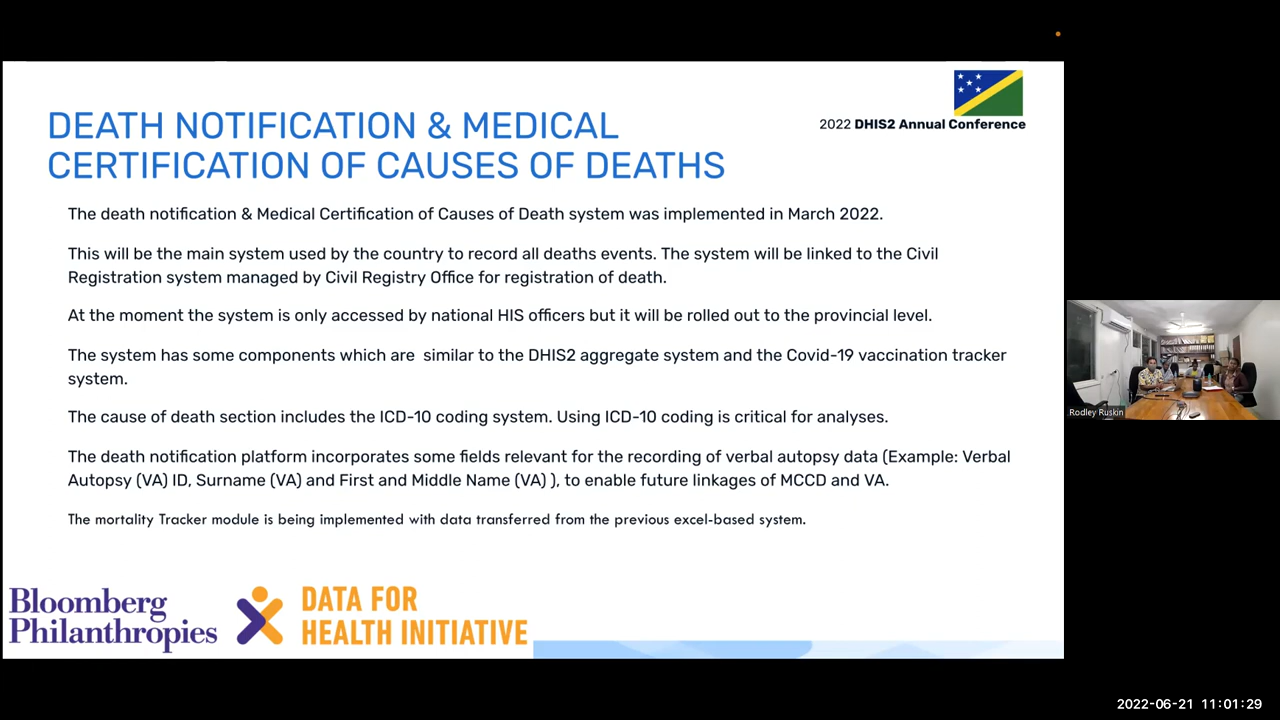 2022 DHIS2 Annual Conference
DEATH NOTIFICATION & MEDICAL
CERTIFICATION OF CAUSES OF DEATHS
The death notification & Medical Certification of Causes of Death system was implemented in March 2022.
This will be the main system used by the country to record all deaths events. The system will be linked to the Civil
Registration system managed by Civil Registry Office for registration of death.
At the moment the system is only accessed by national HIS officers but it will be rolled out to the provincial level.
The system has some components which are  similar to the DHIS2 aggregate system and the Covid-19 vaccination tracker
system.
The cause of death section includes the ICD-10 coding system. Using ICD-10 coding is critical for analyses.
The death notification platform incorporates some fields relevant for the recording of verbal autopsy data (Example: Verbal
Autopsy (VA) ID, Surname (VA) and First and Middle Name (VA) ), to enable future linkages of MCCD and VA.
The mortality Tracker module is being implemented with data transferred from the previous excel-based system.
Bloomberg
Philanthropies
DATA FOR
HEALTH INITIATIVE
Rodley Ruskin
2022-06-21 11:01:29